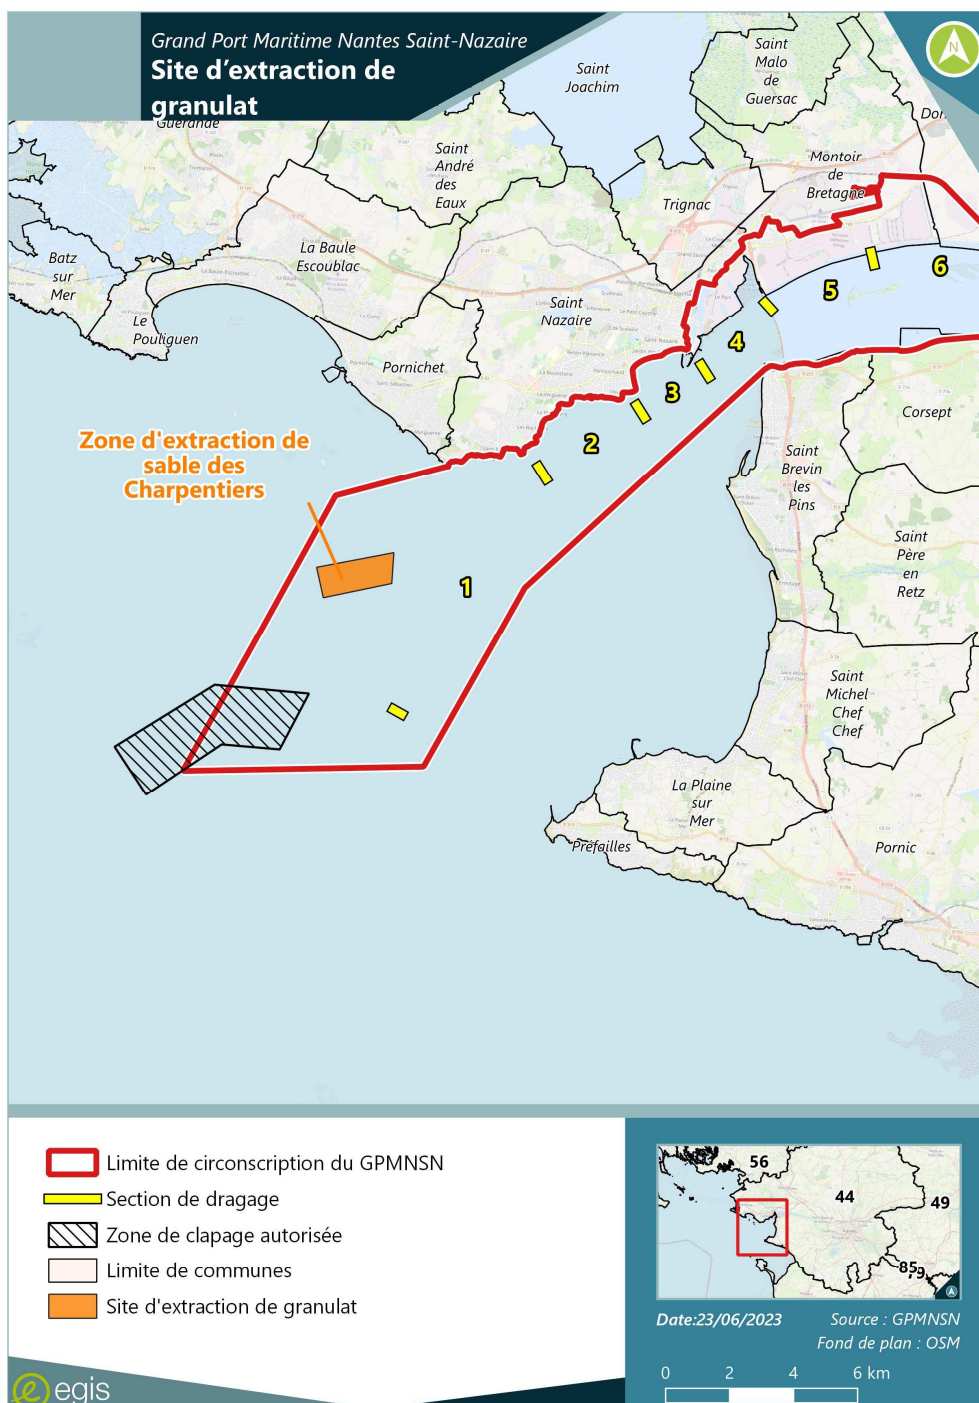 Grand Port Maritime Nantes Saint-Nazaire
Site d'extraction de
granulat
Guérande
Saint
Joachim
Saint
Malo
de
Guersac
Don
Saint
André
des
Eaux
Trignac
Montoir
de
Bretagne
Batz
sur
Mer
La Baule
Escoublac
Le
Pouliguen
Saint
Nazaire
Pornichet
6
5
4
3
2
1
Corsept
Zone d'extraction de
sable des
Charpentiers
Saint
Brevin
les
Pins
Saint
Père
en
Retz
Saint
Michel
Chef
Chef
La Plaine
sur
Mer
Préfailles
Pornic
Limite de circonscription du GPMNSN
Section de dragage
Zone de clapage autorisée
Limite de communes
Site d'extraction de granulat
56
44
49
85
79
Date:23/06/2023
Source : GPMNSN
Fond de plan : OSM
0 2 4 6 km
egis
N